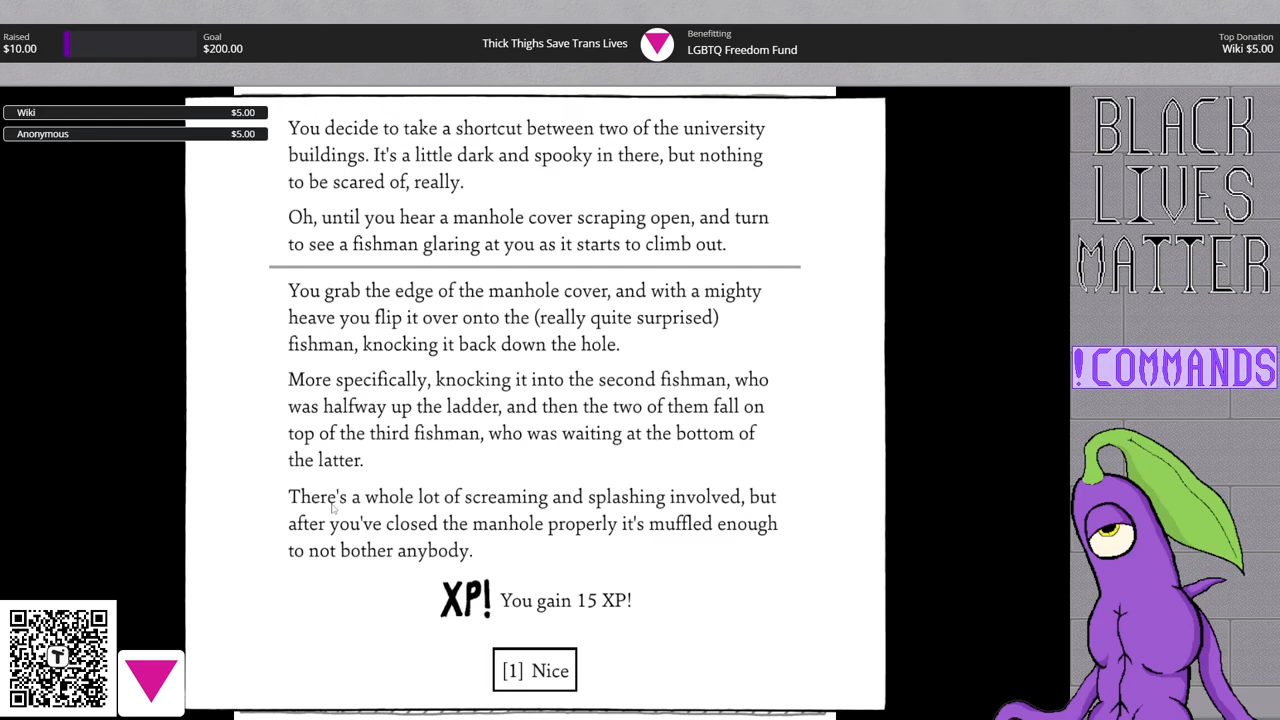 Raised
$10.00
Goal
$200.00
Thick Thighs Save Trans Lives
Benefitting
LGBTQ Freedom Fund
Top Donation
Wiki $5.00
Wiki $5.00
Anonymous $5.00
You decide to take a shortcut between two of the university
buildings. It's a little dark and spooky in there, but nothing
to be scared of, really.
Oh, until you hear a manhole cover scraping open, and turn
to see a fishman glaring at you as it starts to climb out.
You grab the edge of the manhole cover, and with a mighty
heave you flip it over onto the (really quite surprised)
fishman, knocking it back down the hole.
More specifically, knocking it into the second fishman, who
was halfway up the ladder, and then the two of them fall on
top of the third fishman, who was waiting at the bottom of
the latter.
There's a whole lot of screaming and splashing involved, but
after you've closed the manhole properly it's muffled enough
to not bother anybody.
XP! You gain 15 XP!
[1] Nice
BLACK
LIVES
MATTER
!COMMANDS
T